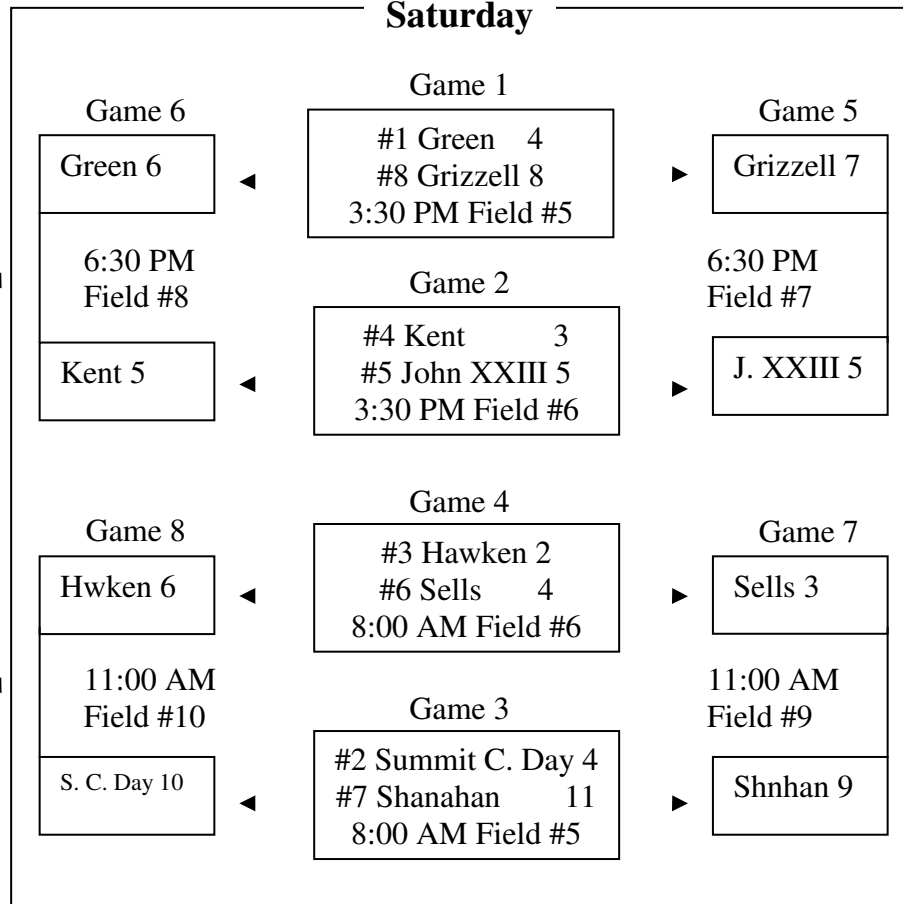 Saturday
Game 1
Game 6
Game 5
#1 Green 4
#8 Grizzell 8
3:30 PM Field #5
Green 6
Grizzell 7
6:30 PM
Field #8
6:30 PM
Field #7
Game 2
#4 Kent 3
#5 John XXIII 5
3:30 PM Field #6
Kent 5
J. XXIII 5
Game 4
Game 8
Game 7
#3 Hawken 2
#6 Sells 4
8:00 AM Field #6
Hwken 6
Sells 3
11:00 AM
Field #10
11:00 AM
Field #9
Game 3
#2 Summit C. Day 4
#7 Shanahan 11
8:00 AM Field #5
S. C. Day 10
Shnhan 9